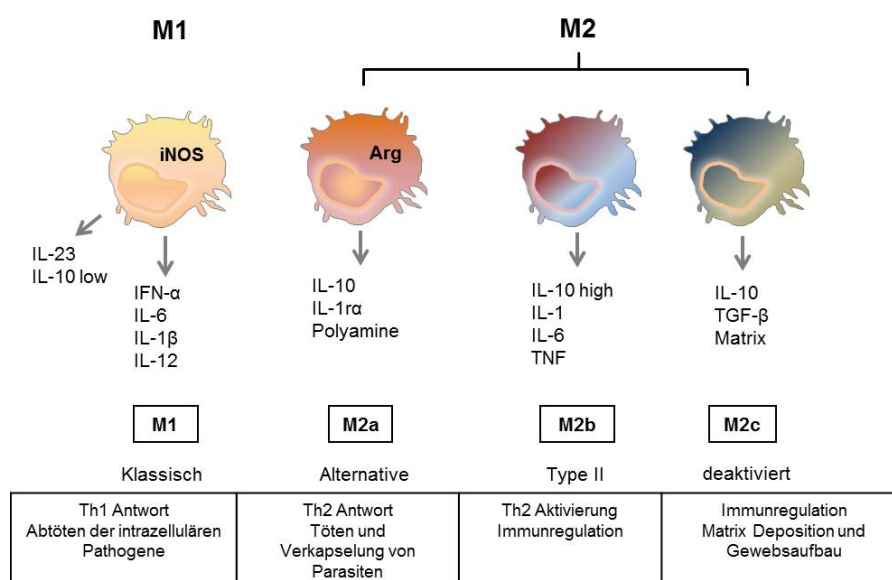 M1
M2
iNOS
Arg
IL-23
IL-10 low
IFN-α
IL-6
IL-1β
IL-12
IL-10
IL-1rα
Polyamine
IL-10 high
IL-1
IL-6
TNF
IL-10
TGF-β
Matrix
M1
M2a
M2b
M2c
Klassisch
Alternative
Type II
deaktiviert
Th1 Antwort
Abtöten der intrazellulären
Pathogene
Th2 Antwort
Töten und
Verkapselung von
Parasiten
Th2 Aktivierung
Immunregulation
Immunregulation
Matrix Deposition und
Gewebsaufbau